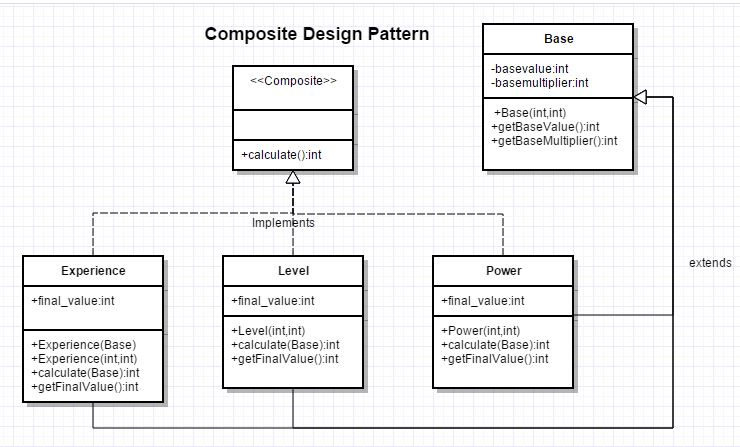 Composite Design Pattern
<<Composite>>
+calculate():int
Base
-basevalue:int
-basemultiplier:int
+Base(int,int)
+getBaseValue():int
+getBaseMultiplier():int
Implements
extends
Experience
+final_value:int
+Experience(Base)
+Experience(int,int)
+calculate(Base):int
+getFinalValue():int
Level
+final_value:int
+Level(int,int)
+calculate(Base):int
+getFinalValue():int
Power
+final_value:int
+Power(int,int)
+calculate(Base):int
+getFinalValue():int